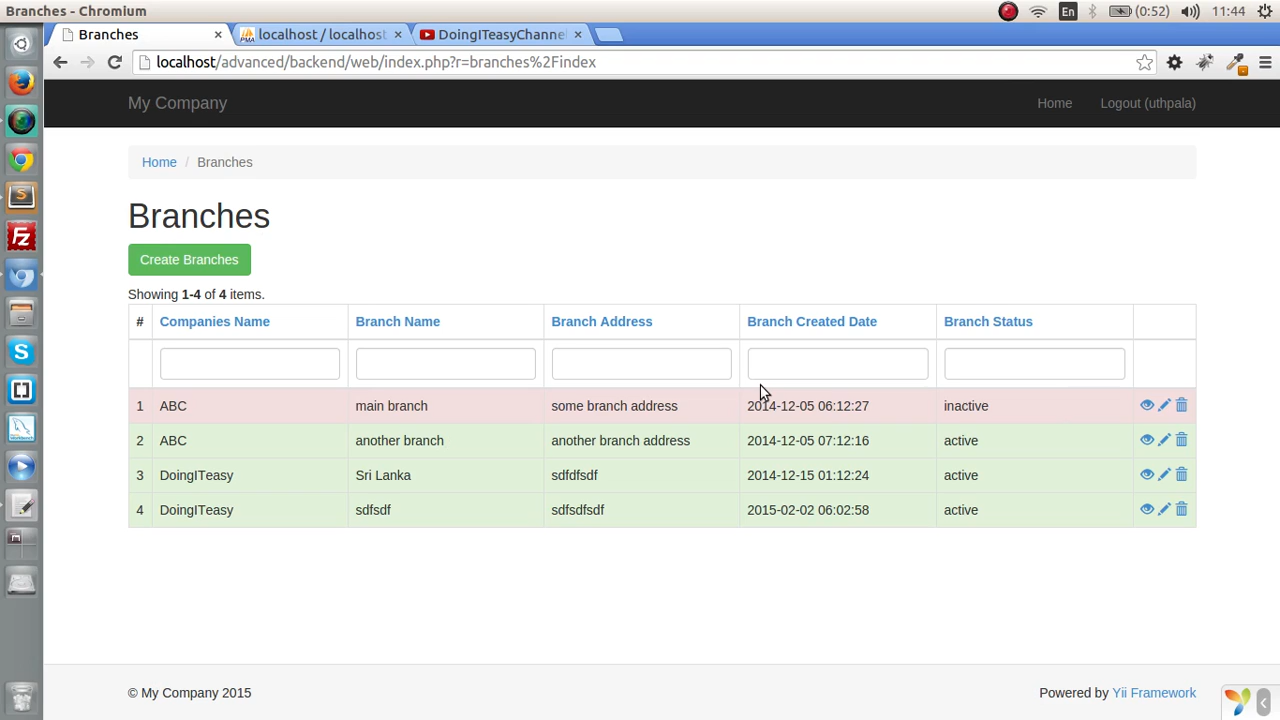 Branches - Chromium
En
(0:52)
11:44
Branches
localhost / localhost
DoingITeasyChannel
localhost/advanced/backend/web/index.php?r=branches%2Findex
My Company
Home
Logout (uthpala)
Home / Branches
Branches
Create Branches
Showing 1-4 of 4 items.
# Companies Name Branch Name Branch Address Branch Created Date Branch Status
1 ABC main branch some branch address 2014-12-05 06:12:27 inactive
2 ABC another branch another branch address 2014-12-05 07:12:16 active
3 DoingITeasy Sri Lanka sdfdfsdf 2014-12-15 01:12:24 active
4 DoingITeasy sdfsdf sdfsdfsdf 2015-02-02 06:02:58 active
© My Company 2015
Powered by Yii Framework